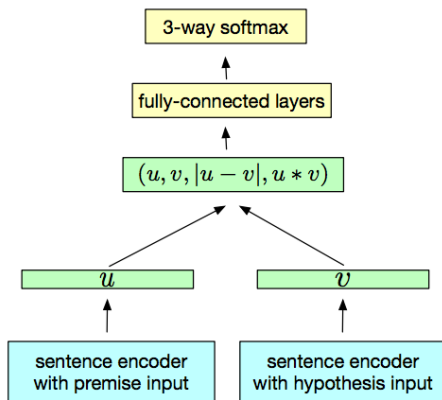 3-way softmax
fully-connected layers
(u, v, |u − v|, u * v)
u
v
sentence encoder
with premise input
sentence encoder
with hypothesis input